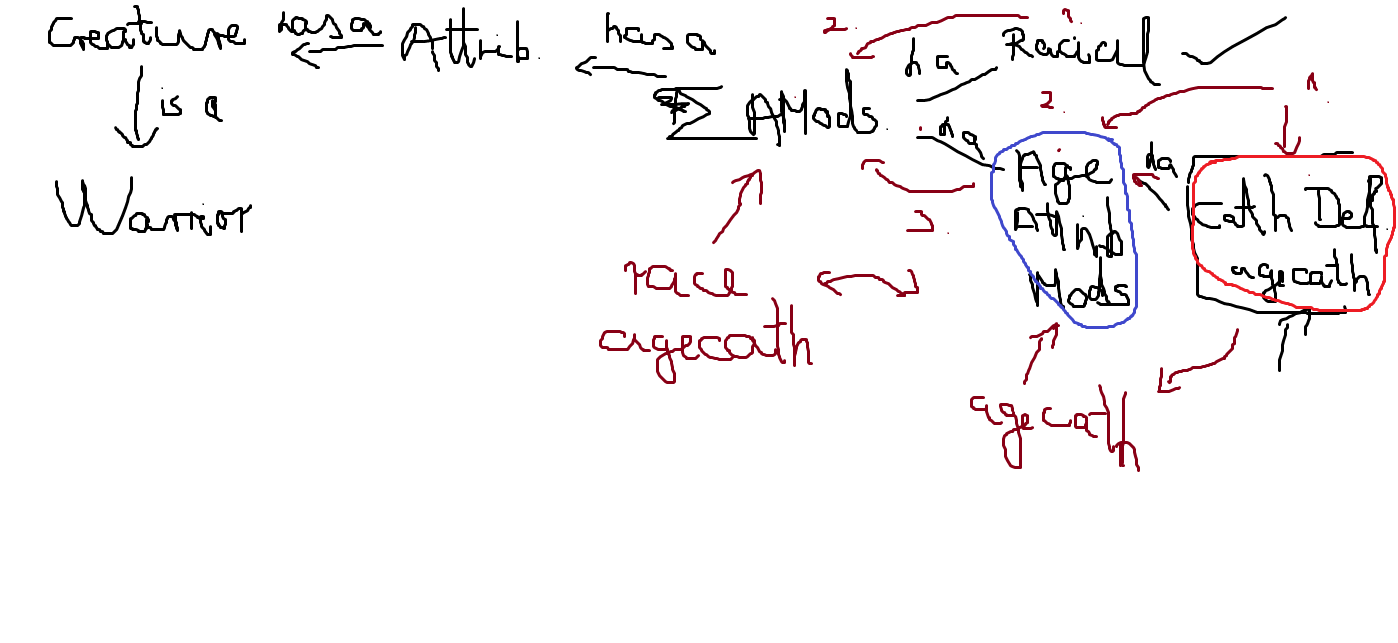 Creature has a Attrib. has a
ha Racial
2. 1.
is a
Σ AMods. ha
2. 1.
Warrior
Age
Attrib
Mods
ha
Cath Def
agecath
3.
race
agecath
agecath